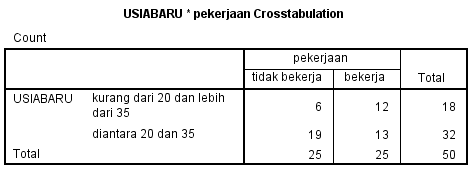 USIABARU * pekerjaan Crosstabulation
Count
pekerjaan
tidak bekerja bekerja Total
USIABARU kurang dari 20 dan lebih dari 35 6 12 18
diantara 20 dan 35 19 13 32
Total 25 25 50